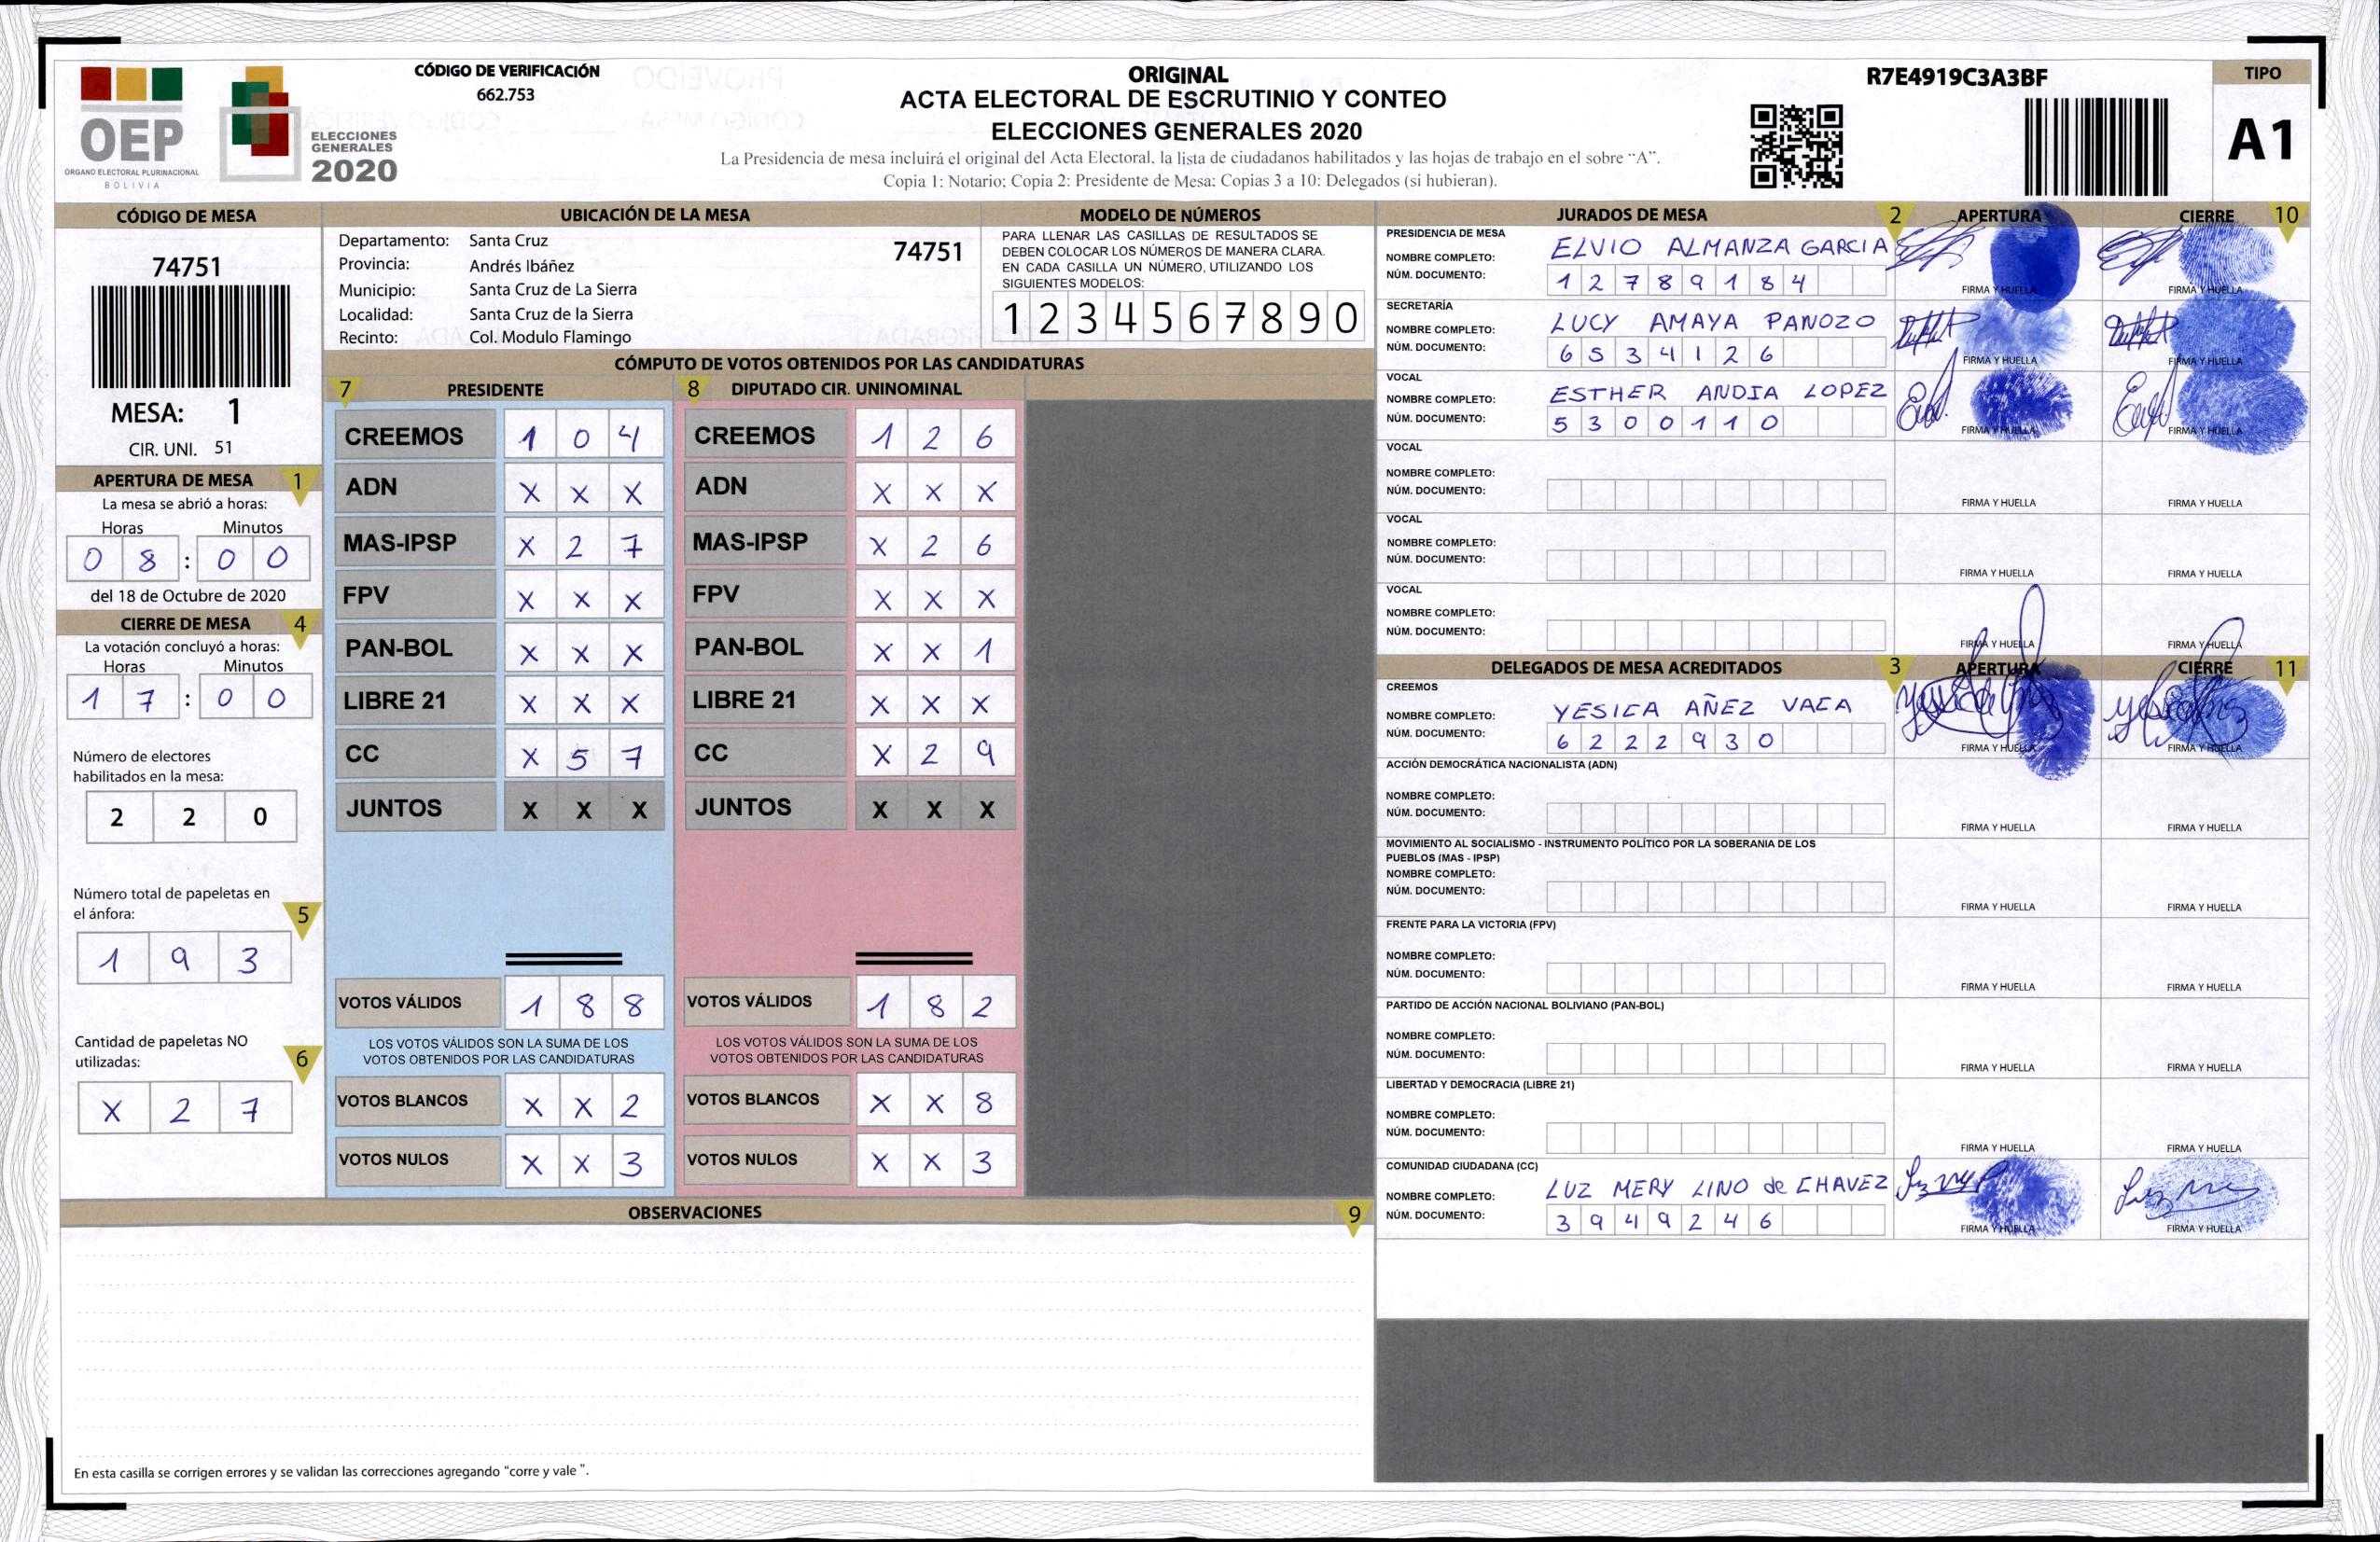 OEP
ORGANO ELECTORAL PLURINACIONAL
BOLIVIA
ELECCIONES
GENERALES
2020
CÓDIGO DE VERIFICACIÓN
662.753
ORIGINAL
ACTA ELECTORAL DE ESCRUTINIO Y CONTEO
ELECCIONES GENERALES 2020
La Presidencia de mesa incluirá el original del Acta Electoral, la lista de ciudadanos habilitados y las hojas de trabajo en el sobre “A”.
Copia 1: Notario; Copia 2: Presidente de Mesa; Copias 3 a 10: Delegados (si hubieran).
R7E4919C3A3BF
TIPO
A1
CÓDIGO DE MESA
74751
MESA: 1
CIR. UNI. 51
APERTURA DE MESA 1
La mesa se abrió a horas:
Horas Minutos
0 8 : 0 0
del 18 de Octubre de 2020
CIERRE DE MESA 4
La votación concluyó a horas:
Horas Minutos
1 7 : 0 0
Número de electores
habilitados en la mesa:
2 2 0
Número total de papeletas en
el ánfora: 5
1 9 3
Cantidad de papeletas NO
utilizadas: 6
X 2 7
UBICACIÓN DE LA MESA
Departamento: Santa Cruz 74751
Provincia: Andrés Ibáñez
Municipio: Santa Cruz de La Sierra
Localidad: Santa Cruz de la Sierra
Recinto: Col. Modulo Flamingo
MODELO DE NÚMEROS
PARA LLENAR LAS CASILLAS DE RESULTADOS SE
DEBEN COLOCAR LOS NÚMEROS DE MANERA CLARA.
EN CADA CASILLA UN NÚMERO, UTILIZANDO LOS
SIGUIENTES MODELOS:
1 2 3 4 5 6 7 8 9 0
CÓMPUTO DE VOTOS OBTENIDOS POR LAS CANDIDATURAS
7 PRESIDENTE 8 DIPUTADO CIR. UNINOMINAL
CREEMOS 1 0 4 CREEMOS 1 2 6
ADN X X X ADN X X X
MAS-IPSP X 2 7 MAS-IPSP X 2 6
FPV X X X FPV X X X
PAN-BOL X X X PAN-BOL X X 1
LIBRE 21 X X X LIBRE 21 X X X
CC X 5 7 CC X 2 9
JUNTOS X X X JUNTOS X X X
VOTOS VÁLIDOS 1 8 8 VOTOS VÁLIDOS 1 8 2
LOS VOTOS VÁLIDOS SON LA SUMA DE LOS LOS VOTOS VÁLIDOS SON LA SUMA DE LOS
VOTOS OBTENIDOS POR LAS CANDIDATURAS VOTOS OBTENIDOS POR LAS CANDIDATURAS
VOTOS BLANCOS X X 2 VOTOS BLANCOS X X 8
VOTOS NULOS X X 3 VOTOS NULOS X X 3
OBSERVACIONES 9
En esta casilla se corrigen errores y se validan las correcciones agregando “corre y vale”.
JURADOS DE MESA 2 APERTURA CIERRE 10
PRESIDENCIA DE MESA
NOMBRE COMPLETO: ELVIO ALMANZA GARCIA
NÚM. DOCUMENTO: 1 2 7 8 9 1 8 4
FIRMA Y HUELLA FIRMA Y HUELLA
SECRETARÍA
NOMBRE COMPLETO: LUCY AMAYA PANOZO
NÚM. DOCUMENTO: 6 5 3 4 1 2 6
FIRMA Y HUELLA FIRMA Y HUELLA
VOCAL
NOMBRE COMPLETO: ESTHER ANDIA LOPEZ
NÚM. DOCUMENTO: 5 3 0 0 1 1 0
FIRMA Y HUELLA FIRMA Y HUELLA
VOCAL
NOMBRE COMPLETO:
NÚM. DOCUMENTO:
FIRMA Y HUELLA FIRMA Y HUELLA
VOCAL
NOMBRE COMPLETO:
NÚM. DOCUMENTO:
FIRMA Y HUELLA FIRMA Y HUELLA
VOCAL
NOMBRE COMPLETO:
NÚM. DOCUMENTO:
FIRMA Y HUELLA FIRMA Y HUELLA
DELEGADOS DE MESA ACREDITADOS 3 APERTURA CIERRE 11
CREEMOS
NOMBRE COMPLETO: YESICA AÑEZ VACA
NÚM. DOCUMENTO: 6 2 2 2 9 3 0
FIRMA Y HUELLA FIRMA Y HUELLA
ACCIÓN DEMOCRÁTICA NACIONALISTA (ADN)
NOMBRE COMPLETO:
NÚM. DOCUMENTO:
FIRMA Y HUELLA FIRMA Y HUELLA
MOVIMIENTO AL SOCIALISMO - INSTRUMENTO POLÍTICO POR LA SOBERANIA DE LOS
PUEBLOS (MAS - IPSP)
NOMBRE COMPLETO:
NÚM. DOCUMENTO:
FIRMA Y HUELLA FIRMA Y HUELLA
FRENTE PARA LA VICTORIA (FPV)
NOMBRE COMPLETO:
NÚM. DOCUMENTO:
FIRMA Y HUELLA FIRMA Y HUELLA
PARTIDO DE ACCIÓN NACIONAL BOLIVIANO (PAN-BOL)
NOMBRE COMPLETO:
NÚM. DOCUMENTO:
FIRMA Y HUELLA FIRMA Y HUELLA
LIBERTAD Y DEMOCRACIA (LIBRE 21)
NOMBRE COMPLETO:
NÚM. DOCUMENTO:
FIRMA Y HUELLA FIRMA Y HUELLA
COMUNIDAD CIUDADANA (CC)
NOMBRE COMPLETO: LUZ MERY LINO de CHAVEZ
NÚM. DOCUMENTO: 3 9 4 9 2 4 6
FIRMA Y HUELLA FIRMA Y HUELLA